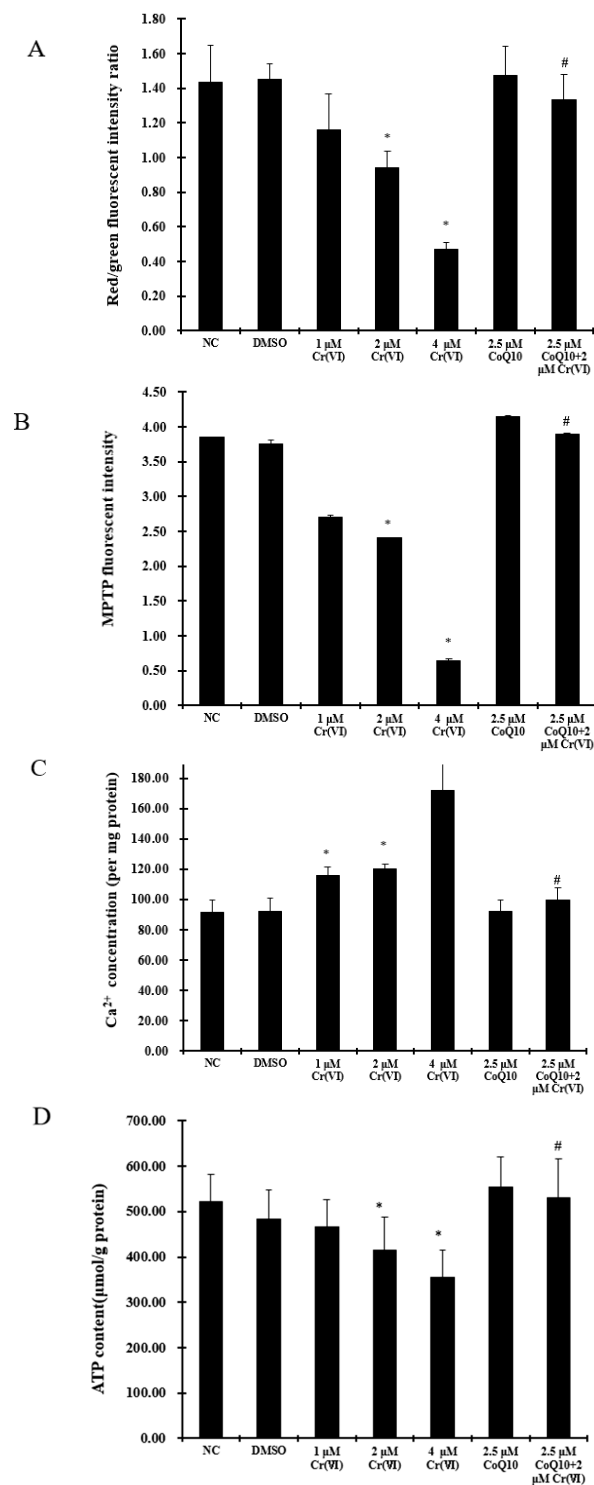 A
Red/green fluorescent intensity ratio
1.80
1.60
1.40
1.20
1.00
0.80
0.60
0.40
0.20
0.00
*
*
#
NC
DMSO
1 μM
Cr(VI)
2 μM
Cr(VI)
4 μM
Cr(VI)
2.5 μM
CoQ10
2.5 μM
CoQ10+2
μM Cr(VI)
B
MPTP fluorescent intensity
4.50
4.00
3.50
3.00
2.50
2.00
1.50
1.00
0.50
0.00
*
*
#
NC
DMSO
1 μM
Cr(VI)
2 μM
Cr(VI)
4 μM
Cr(VI)
2.5 μM
CoQ10
2.5 μM
CoQ10+2
μM Cr(VI)
C
Ca2+ concentration (per mg protein)
180.00
160.00
140.00
120.00
100.00
80.00
60.00
40.00
20.00
0.00
*
*
#
NC
DMSO
1 μM
Cr(VI)
2 μM
Cr(VI)
4 μM
Cr(VI)
2.5 μM
CoQ10
2.5 μM
CoQ10+2
μM Cr(VI)
D
ATP content(μmol/g protein)
700.00
600.00
500.00
400.00
300.00
200.00
100.00
0.00
*
*
#
NC
DMSO
1 μM
Cr(VI)
2 μM
Cr(VI)
4 μM
Cr(VI)
2.5 μM
CoQ10
2.5 μM
CoQ10+2
μM Cr(VI)